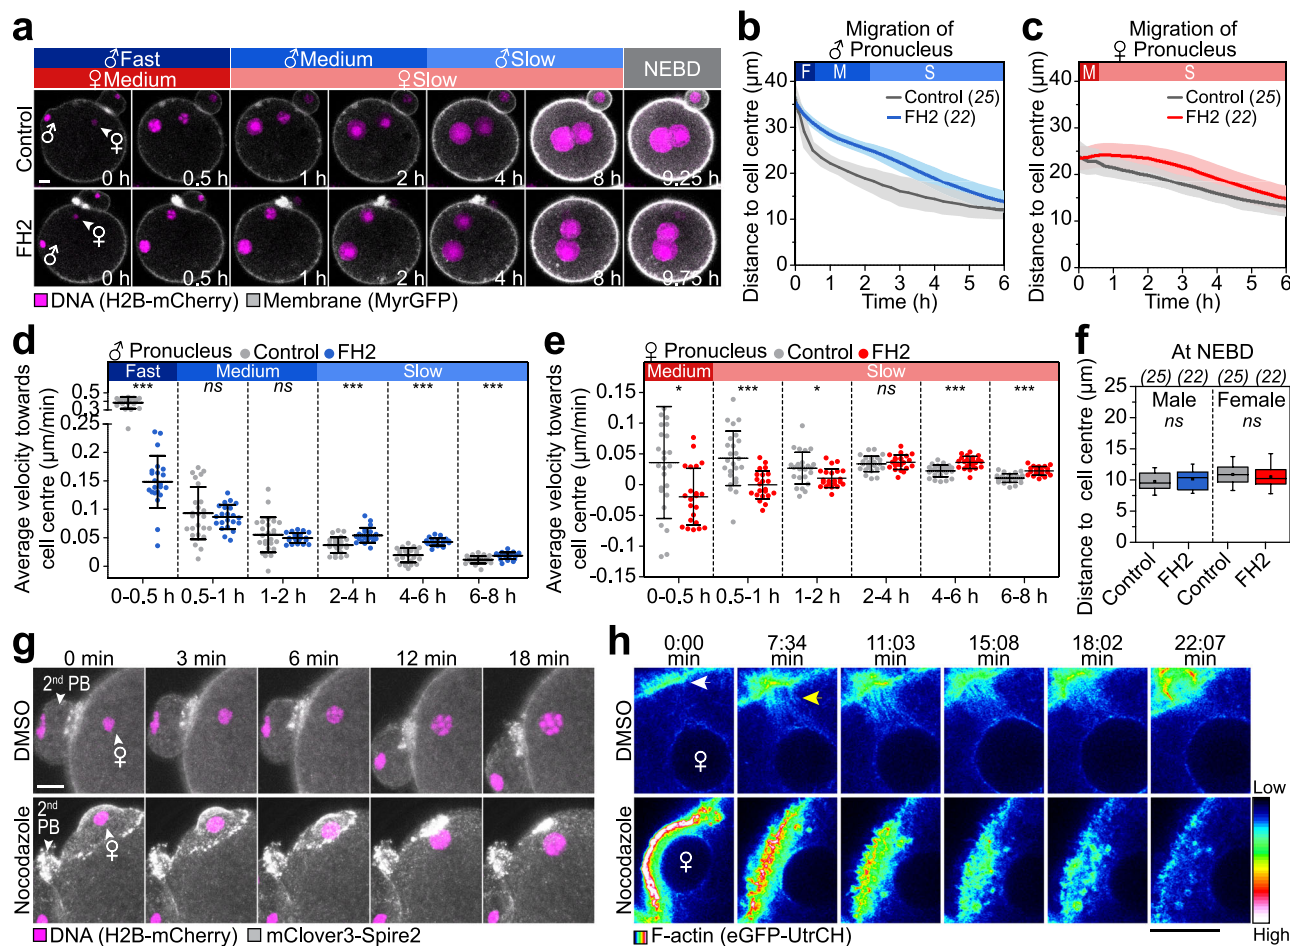 a
♂Fast ♂Medium ♂Slow NEBD
♀Medium ♀Slow
Control
♂ ♀
0 h 0.5 h 1 h 2 h 4 h 8 h 9.25 h
FH2
♂ ♀
0 h 0.5 h 1 h 2 h 4 h 8 h 9.75 h
DNA (H2B-mCherry) Membrane (MyrGFP)
b
Migration of
♂ Pronucleus
Distance to cell centre (µm)
F M S
Control (25)
FH2 (22)
40
30
20
10
0
0 1 2 3 4 5 6
Time (h)
c
Migration of
♀ Pronucleus
Distance to cell centre (µm)
M S
Control (25)
FH2 (22)
40
30
20
10
0
0 1 2 3 4 5 6
Time (h)
d
♂ Pronucleus Control FH2
Fast Medium Slow
*** ns ns *** *** ***
Average velocity towards
cell centre (µm/min)
0.5
0.3
0.2
0.15
0.1
0.05
0
0-0.5 h 0.5-1 h 1-2 h 2-4 h 4-6 h 6-8 h
e
♀ Pronucleus Control FH2
Medium Slow
* *** * ns *** ***
Average velocity towards
cell centre (µm/min)
0.15
0.1
0.05
0
-0.05
-0.1
-0.15
0-0.5 h 0.5-1 h 1-2 h 2-4 h 4-6 h 6-8 h
f
At NEBD
(25) (22) (25) (22)
Male Female
ns ns
Distance to cell centre (µm)
20
15
10
5
0
Control FH2 Control FH2
g
0 min 3 min 6 min 12 min 18 min
DMSO
2nd PB
♀
Nocodazole
2nd
PB
♀
DNA (H2B-mCherry) mClover3-Spire2
h
0:00 7:34 11:03 15:08 18:02 22:07
min min min min min min
DMSO
♀
Nocodazole
♀
Low
High
F-actin (eGFP-UtrCH)